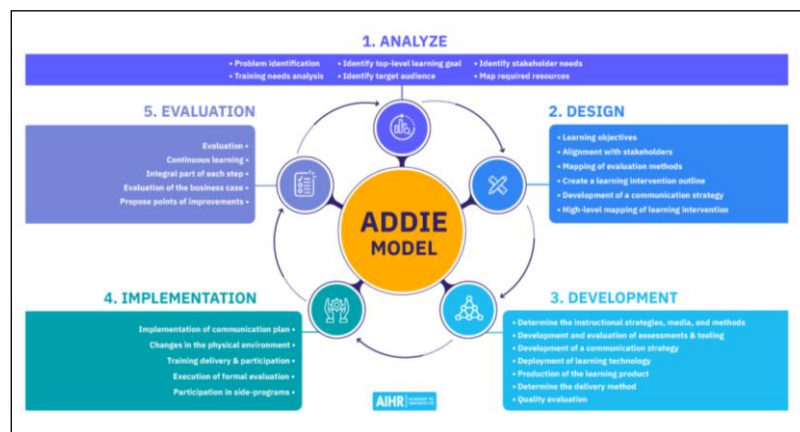 1. ANALYZE
• Problem identification
• Identify top-level learning goal
• Identify stakeholder needs
• Training needs analysis
• Identify target audience
• Map required resources
5. EVALUATION
Evaluation •
Continuous learning •
Integral part of each step •
Evaluation of the business case •
Propose points of improvements •
2. DESIGN
• Learning objectives
• Alignment with stakeholders
• Mapping of evaluation methods
• Create a learning intervention outline
• Development of a communication strategy
• High-level mapping of learning intervention
ADDIE
MODEL
4. IMPLEMENTATION
Implementation of communication plan •
Changes in the physical environment •
Training delivery & participation •
Execution of formal evaluation •
Participation in side-programs •
3. DEVELOPMENT
• Determine the instructional strategies, media, and methods
• Development and evaluation of assessments & tooling
• Development of a communication strategy
• Deployment of learning technology
• Production of the learning product
• Determine the delivery method
• Quality evaluation
AIHR
ACADEMY TO
INNOVATE HR